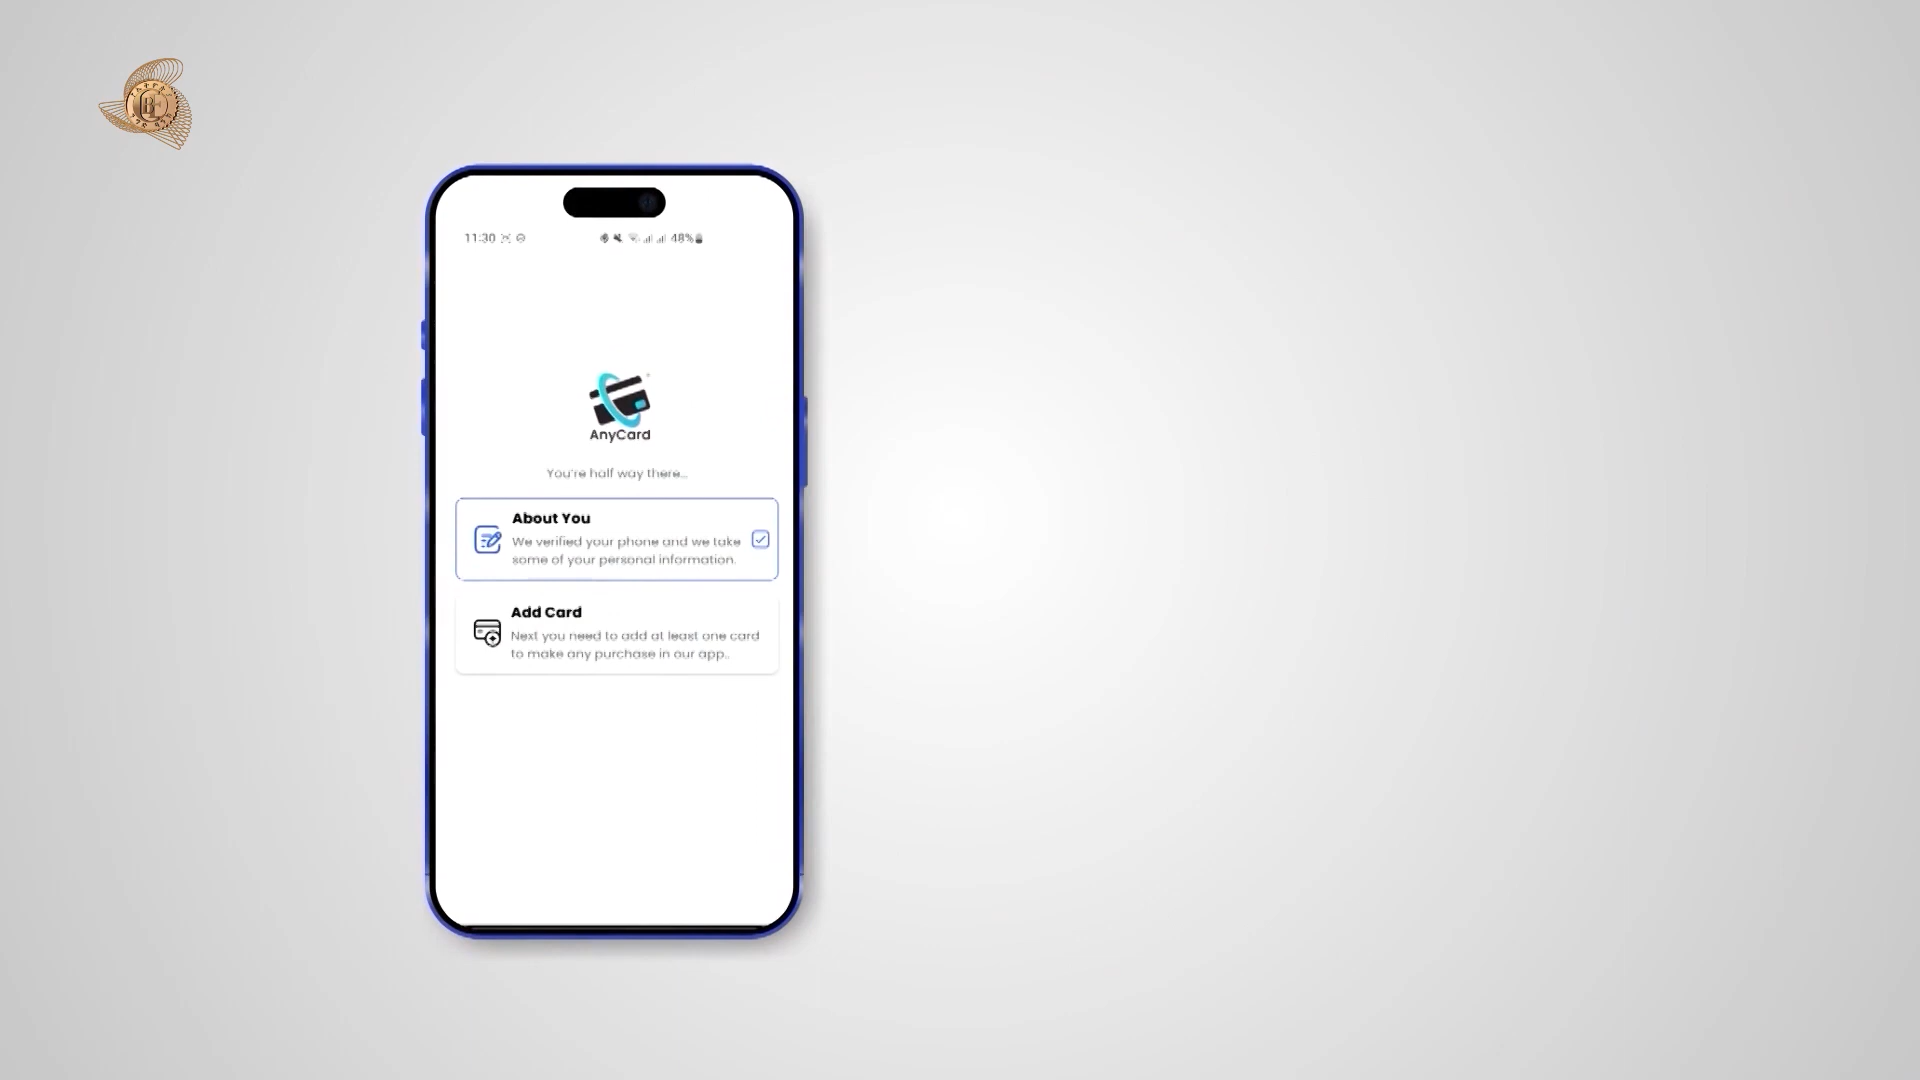 11:30
48%
AnyCard
You're half way there...
About You
We verified your phone and we take
some of your personal information.
Add Card
Next you need to add at least one card
to make any purchase in our app..